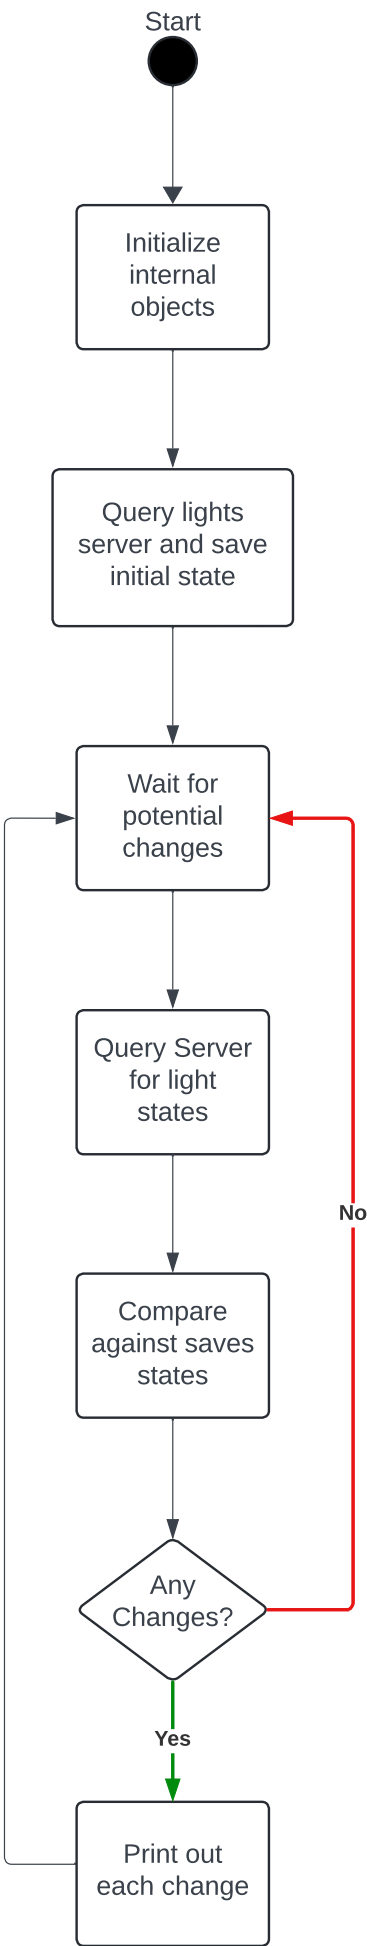 Start
Initialize
internal
objects
Query lights
server and save
initial state
Wait for
potential
changes
Query Server
for light
states
No
Compare
against saves
states
Any
Changes?
Yes
Print out
each change